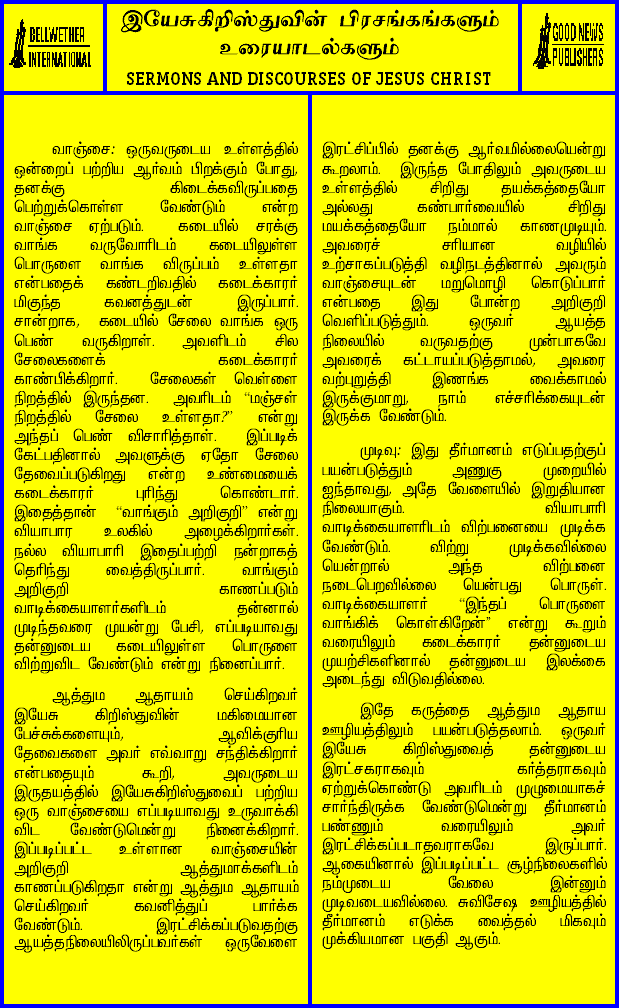 BELLWETHER
INTERNATIONAL
இயேசுகிறிஸ்துவின் பிரசங்கங்களும்
உரையாடல்களும்
SERMONS AND DISCOURSES OF JESUS CHRIST
GOOD NEWS
PUBLISHERS
வாஞ்சை: ஒருவருடைய உள்ளத்தில்
ஒன்றைப் பற்றிய ஆர்வம் பிறக்கும் போது,
தனக்கு கிடைக்கவிருப்பதை
பெற்றுக்கொள்ள வேண்டும் என்ற
வாஞ்சை ஏற்படும். கடையில் சரக்கு
வாங்க வருவோரிடம் கடையிலுள்ள
பொருளை வாங்க விருப்பம் உள்ளதா
என்பதைக் கண்டறிவதில் கடைக்காரர்
மிகுந்த கவனத்துடன் இருப்பார்.
சான்றாக, கடையில் சேலை வாங்க ஒரு
பெண் வருகிறாள். அவளிடம் சில
சேலைகளைக் கடைக்காரர்
காண்பிக்கிறார். சேலைகள் வெள்ளை
நிறத்தில் இருந்தன. அவரிடம் “மஞ்சள்
நிறத்தில் சேலை உள்ளதா?” என்று
அந்தப் பெண் விசாரித்தாள். இப்படிக்
கேட்பதினால் அவளுக்கு ஏதோ சேலை
தேவைப்படுகிறது என்ற உண்மையைக்
கடைக்காரர் புரிந்து கொண்டார்.
இதைத்தான் “வாங்கும் அறிகுறி” என்று
வியாபார உலகில் அழைக்கிறார்கள்.
நல்ல வியாபாரி இதைப்பற்றி நன்றாகத்
தெரிந்து வைத்திருப்பார். வாங்கும்
அறிகுறி காணப்படும்
வாடிக்கையாளர்களிடம் தன்னால்
முடிந்தவரை முயன்று பேசி, எப்படியாவது
தன்னுடைய கடையிலுள்ள பொருளை
விற்றுவிட வேண்டும் என்று நினைப்பார்.
ஆத்தும ஆதாயம் செய்கிறவர்
இயேசு கிறிஸ்துவின் மகிமையான
பேச்சுக்களையும், ஆவிக்குரிய
தேவைகளை அவர் எவ்வாறு சந்திக்கிறார்
என்பதையும் கூறி, அவருடைய
இருதயத்தில் இயேசுகிறிஸ்துவைப் பற்றிய
ஒரு வாஞ்சையை எப்படியாவது உருவாக்கி
விட வேண்டுமென்று நினைக்கிறார்.
இப்படிப்பட்ட உள்ளான வாஞ்சையின்
அறிகுறி ஆத்துமாக்களிடம்
காணப்படுகிறதா என்று ஆத்தும ஆதாயம்
செய்கிறவர் கவனித்துப் பார்க்க
வேண்டும். இரட்சிக்கப்படுவதற்கு
ஆயத்தநிலையிலிருப்பவர்கள் ஒருவேளை
இரட்சிப்பில் தனக்கு ஆர்வமில்லையென்று
கூறலாம். இருந்த போதிலும் அவருடைய
உள்ளத்தில் சிறிது தயக்கத்தையோ
அல்லது கண்பார்வையில் சிறிது
மயக்கத்தையோ நம்மால் காணமுடியும்.
அவரைச் சரியான வழியில்
உற்சாகப்படுத்தி வழிநடத்தினால் அவரும்
வாஞ்சையுடன் மறுமொழி கொடுப்பார்
என்பதை இது போன்ற அறிகுறி
வெளிப்படுத்தும். ஒருவர் ஆயத்த
நிலையில் வருவதற்கு முன்பாகவே
அவரைக் கட்டாயப்படுத்தாமல், அவரை
வற்புறுத்தி இணங்க வைக்காமல்
இருக்குமாறு, நாம் எச்சரிக்கையுடன்
இருக்க வேண்டும்.
முடிவு: இது தீர்மானம் எடுப்பதற்குப்
பயன்படுத்தும் அணுகு முறையில்
ஐந்தாவது, அதே வேளையில் இறுதியான
நிலையாகும். வியாபாரி
வாடிக்கையாளரிடம் விற்பனையை முடிக்க
வேண்டும். விற்று முடிக்கவில்லை
யென்றால் அந்த விற்பனை
நடைபெறவில்லை யென்பது பொருள்.
வாடிக்கையாளர் “இந்தப் பொருளை
வாங்கிக் கொள்கிறேன்” என்று கூறும்
வரையிலும் கடைக்காரர் தன்னுடைய
முயற்சிகளினால் தன்னுடைய இலக்கை
அடைந்து விடுவதில்லை.
இதே கருத்தை ஆத்தும ஆதாய
ஊழியத்திலும் பயன்படுத்தலாம். ஒருவர்
இயேசு கிறிஸ்துவைத் தன்னுடைய
இரட்சகராகவும் கர்த்தராகவும்
ஏற்றுக்கொண்டு அவரிடம் முழுமையாகச்
சார்ந்திருக்க வேண்டுமென்று தீர்மானம்
பண்ணும் வரையிலும் அவர்
இரட்சிக்கப்படாதவராகவே இருப்பார்.
ஆகையினால் இப்படிப்பட்ட சூழ்நிலைகளில்
நம்முடைய வேலை இன்னும்
முடிவடையவில்லை. சுவிசேஷ ஊழியத்தில்
தீர்மானம் எடுக்க வைத்தல் மிகவும்
முக்கியமான பகுதி ஆகும்.